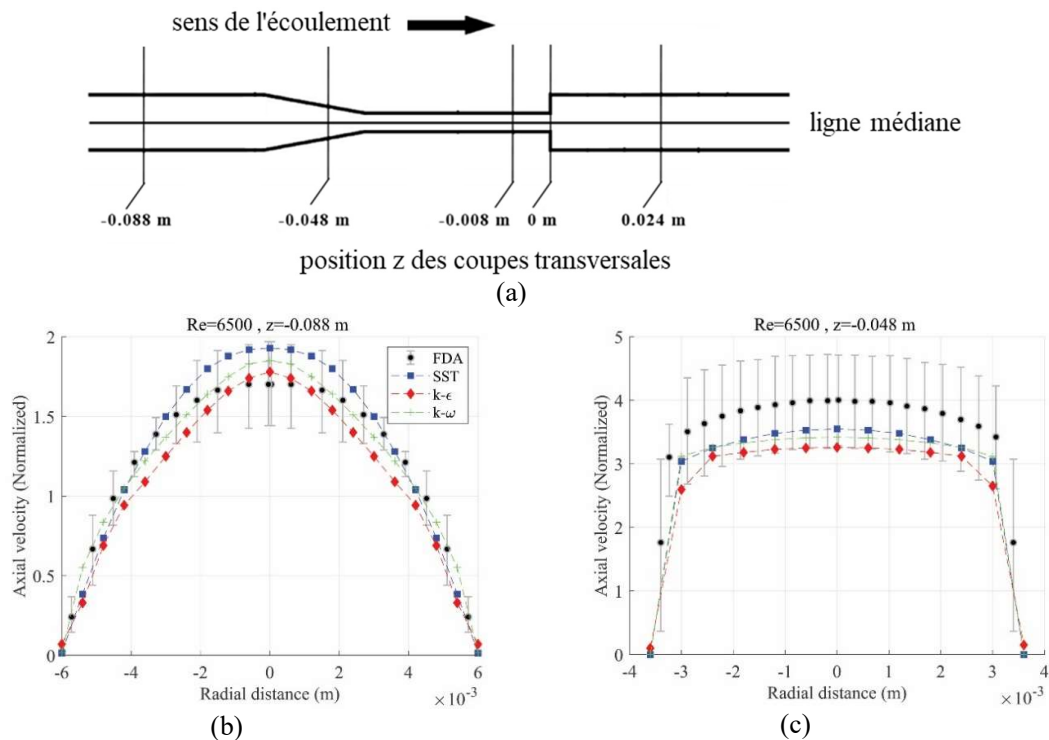 sens de l'écoulement
ligne médiane
-0.088 m
-0.048 m
-0.008 m
0 m
0.024 m
position z des coupes transversales
(a)
Re=6500 , z=-0.088 m
Axial velocity (Normalized)
2
1.5
1
0.5
0
FDA
SST
k-ϵ
k-ω
-6
-4
-2
0
2
4
6
Radial distance (m)
×10⁻³
(b)
Re=6500 , z=-0.048 m
Axial velocity (Normalized)
5
4
3
2
1
0
-4
-3
-2
-1
0
1
2
3
4
Radial distance (m)
×10⁻³
(c)